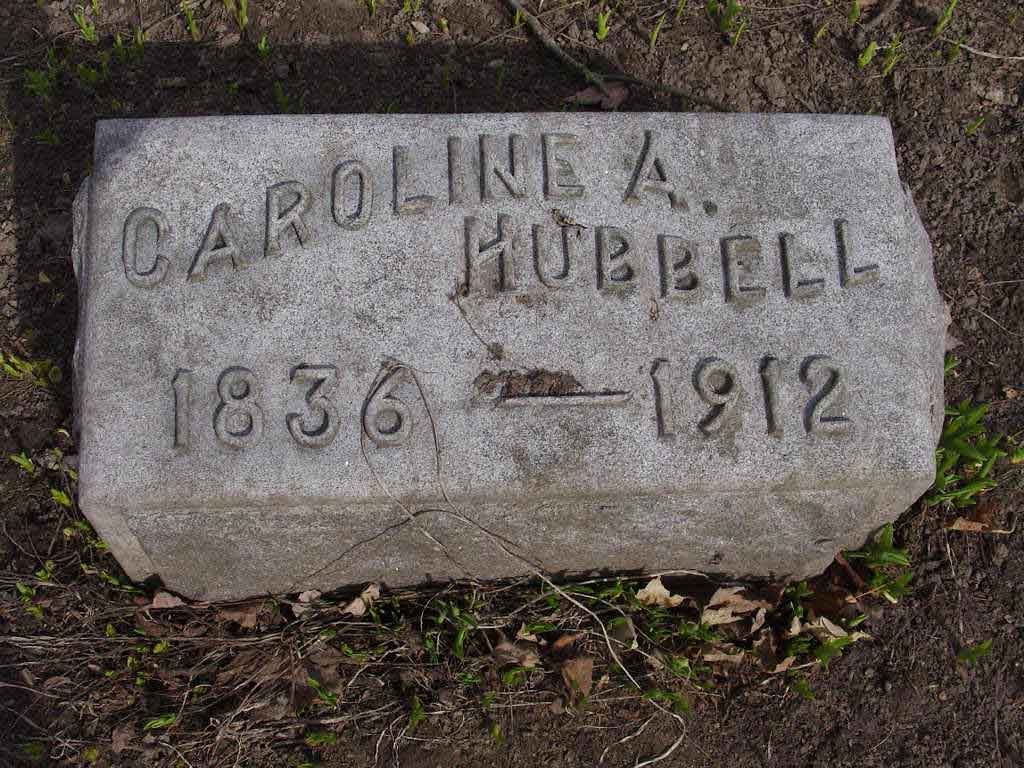 CAROLINE A.
HUBBELL
1836 — 1912